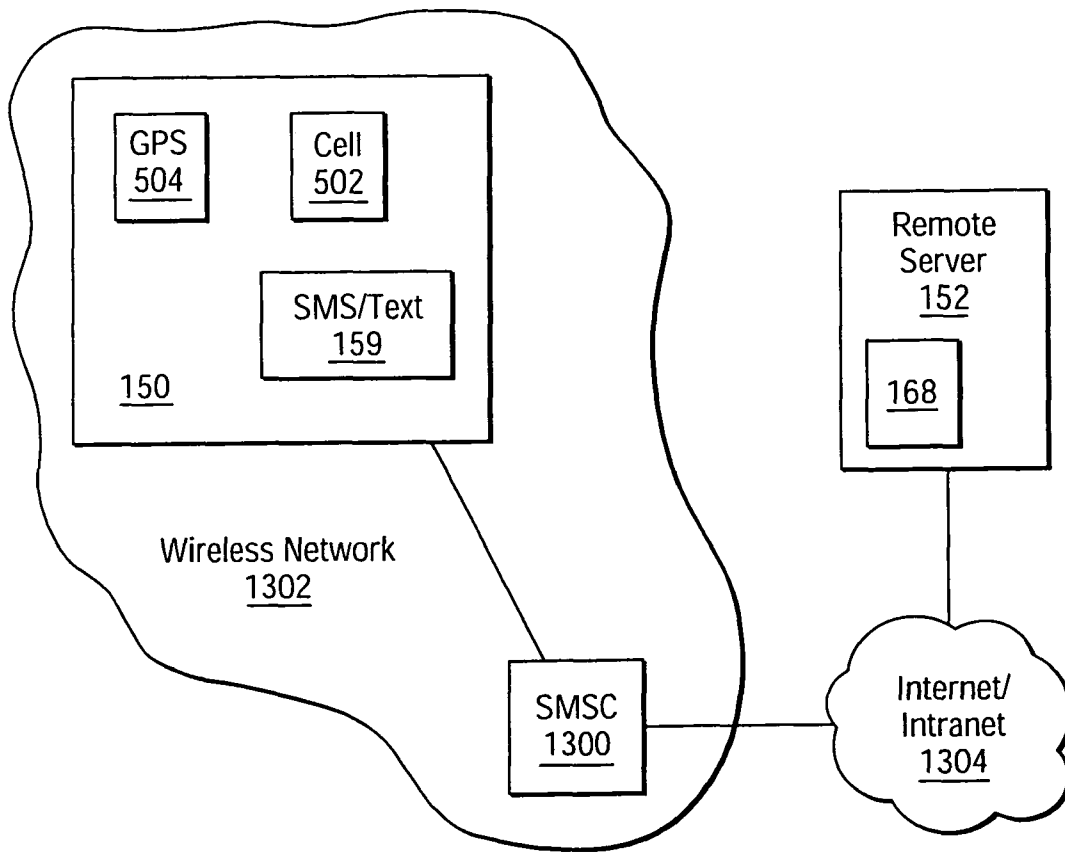 GPS
504
Cell
502
SMS/Text
159
150
Remote
Server
152
168
Wireless Network
1302
SMSC
1300
Internet/
Intranet
1304